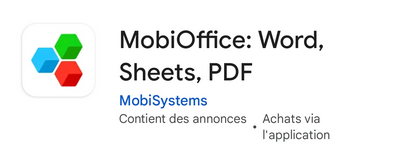 MobiOffice: Word,
Sheets, PDF
MobiSystems
Contient des annonces • Achats via
l'application